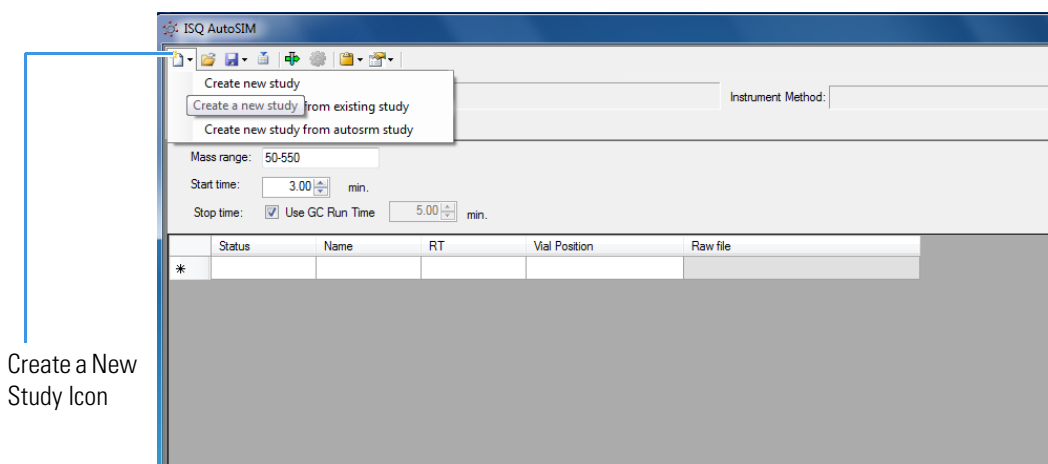 ISQ AutoSIM
Create new study
Create a new study from existing study
Instrument Method:
Create new study from autosrm study
Mass range: 50-550
Start time: 3.00 min.
Stop time: Use GC Run Time 5.00 min.
Status Name RT Vial Position Raw file
Create a New
Study Icon